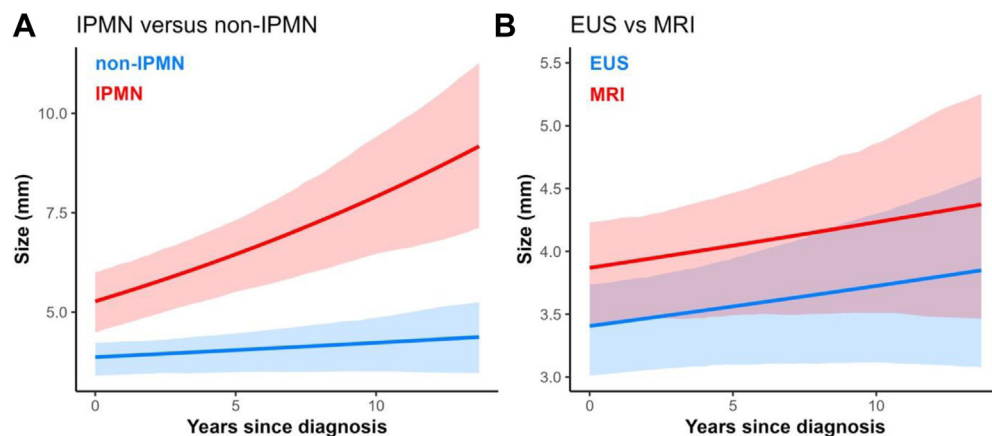 A IPMN versus non-IPMN
non-IPMN
IPMN
10.0
7.5
5.0
Size (mm)
0 5 10
Years since diagnosis
B EUS vs MRI
EUS
MRI
5.5
5.0
4.5
4.0
3.5
3.0
Size (mm)
0 5 10
Years since diagnosis